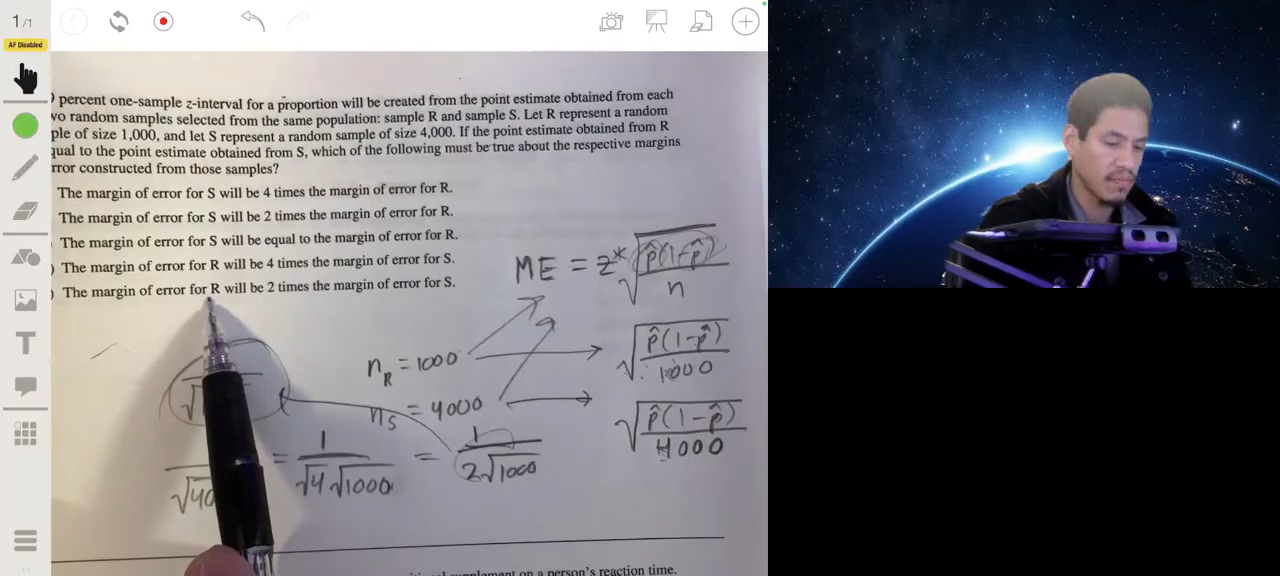 1/1
AF Disabled
percent one-sample z-interval for a proportion will be created from the point estimate obtained from each
random samples selected from the same population: sample R and sample S. Let R represent a random
of size 1,000, and let S represent a random sample of size 4,000. If the point estimate obtained from R
to the point estimate obtained from S, which of the following must be true about the respective margins
constructed from those samples?
The margin of error for S will be 4 times the margin of error for R.
The margin of error for S will be 2 times the margin of error for R.
The margin of error for S will be equal to the margin of error for R.
The margin of error for R will be 4 times the margin of error for S.
The margin of error for R will be 2 times the margin of error for S.
ME = z* √(p̂(1-p̂)/n)
n_R = 1000
√(p̂(1-p̂)/1000)
n_S = 4000
√(p̂(1-p̂)/4000)
= 1/(√4 √1000) = 1/(2√1000)
T
on a person's reaction time.